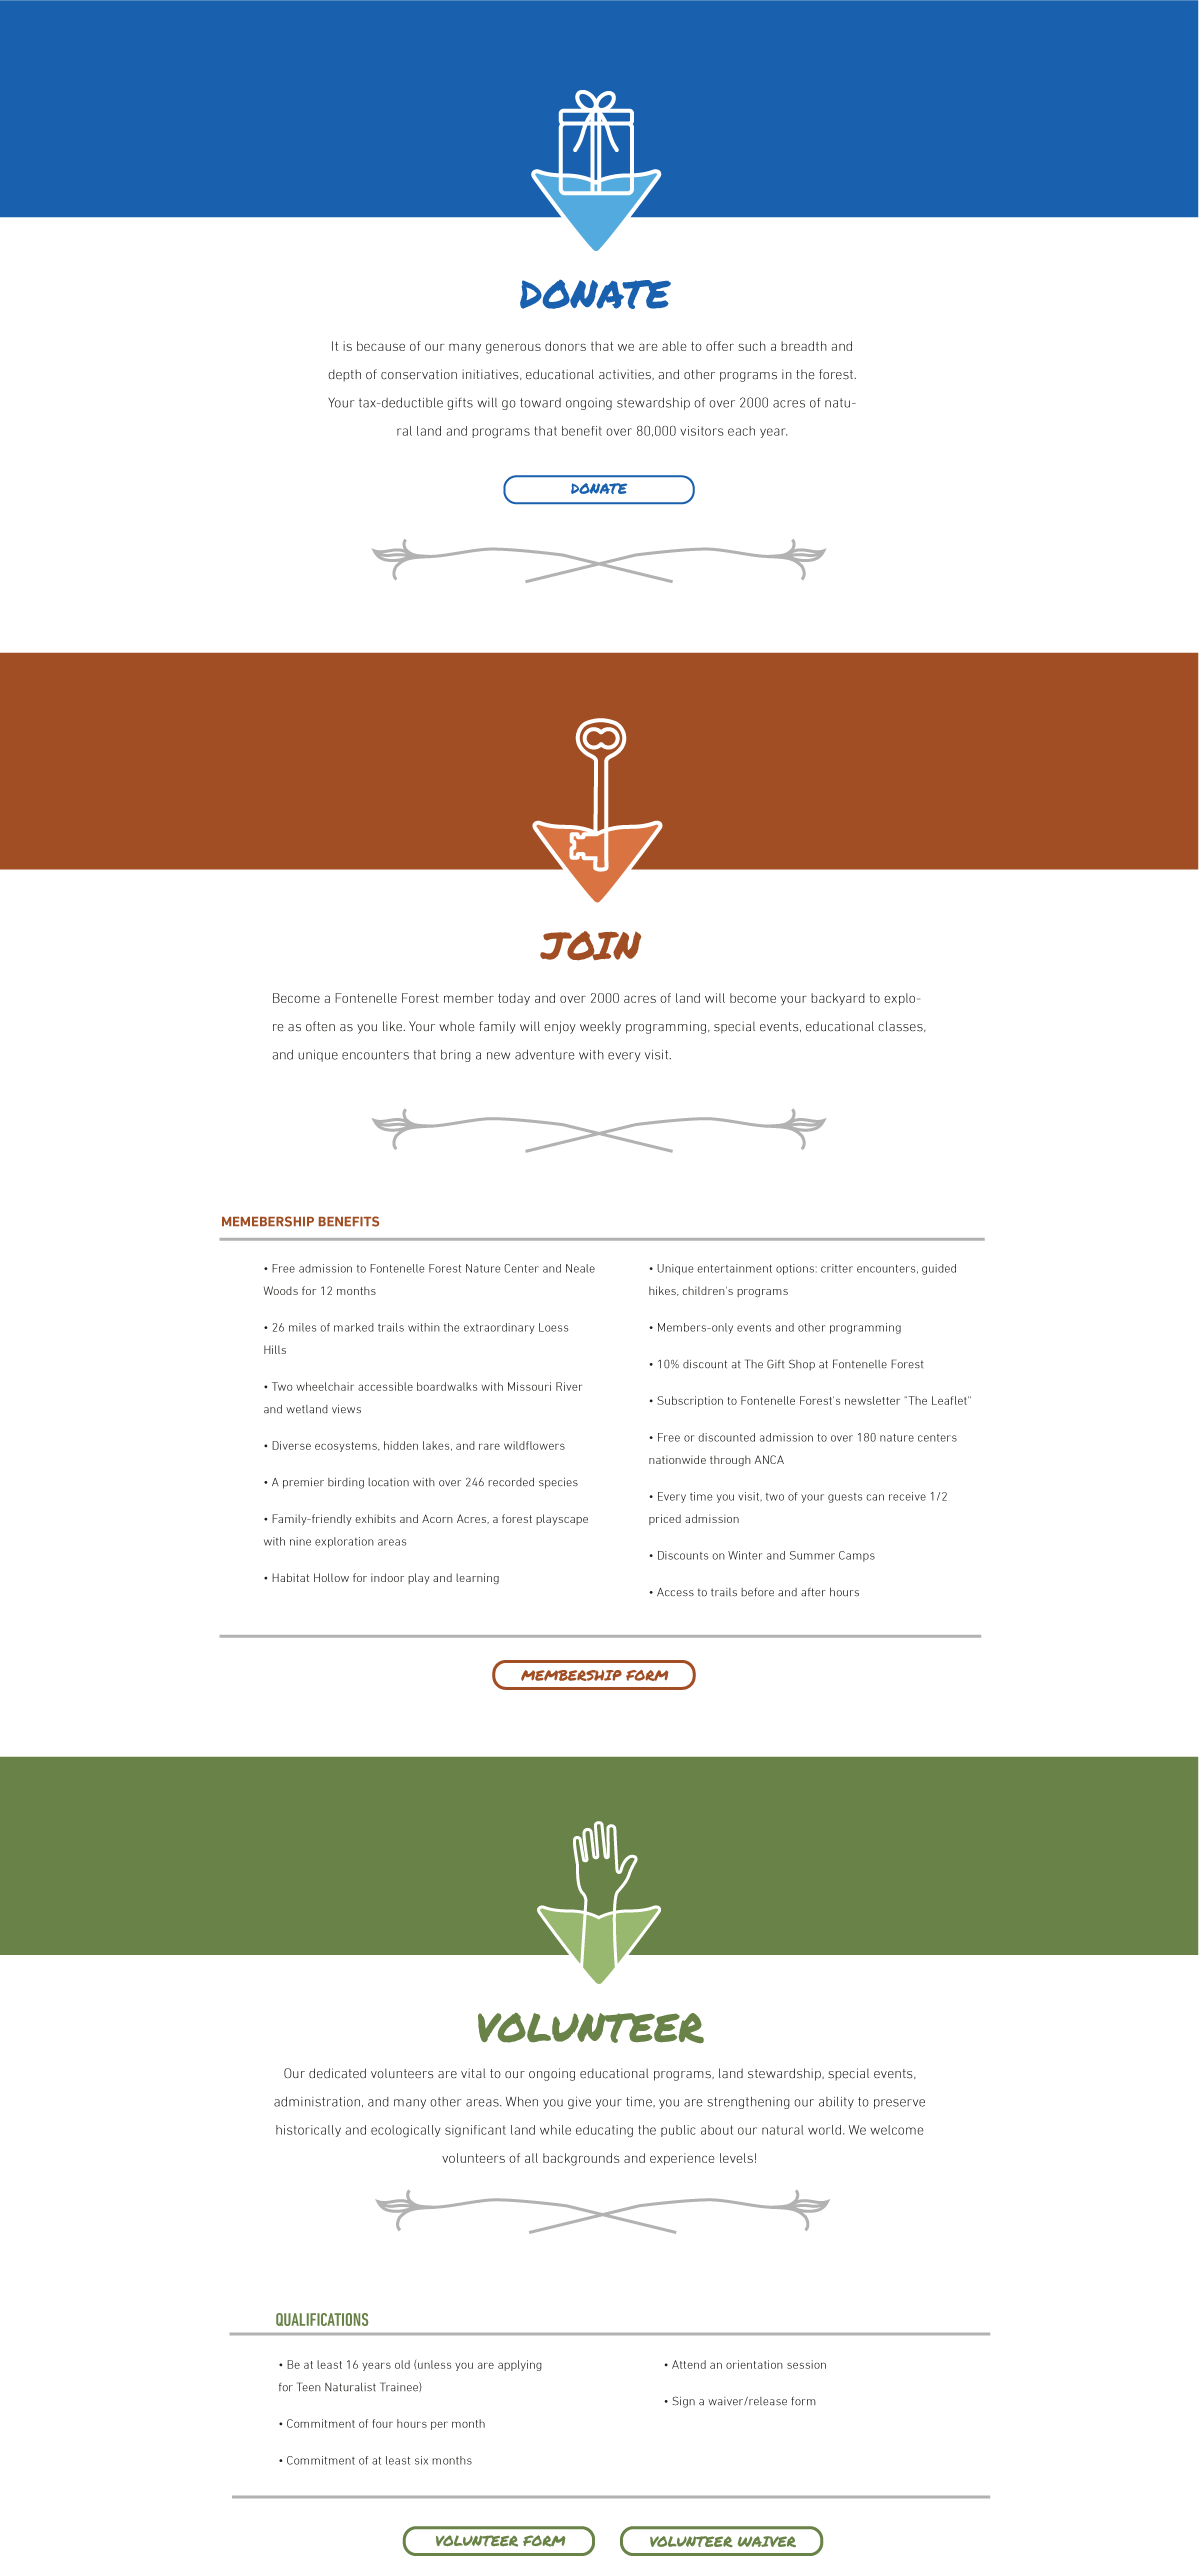 DONATE
It is because of our many generous donors that we are able to offer such a breadth and
depth of conservation initiatives, educational activities, and other programs in the forest.
Your tax-deductible gifts will go toward ongoing stewardship of over 2000 acres of natu-
ral land and programs that benefit over 80,000 visitors each year.
DONATE
JOIN
Become a Fontenelle Forest member today and over 2000 acres of land will become your backyard to explo-
re as often as you like. Your whole family will enjoy weekly programming, special events, educational classes,
and unique encounters that bring a new adventure with every visit.
MEMEBERSHIP BENEFITS
• Free admission to Fontenelle Forest Nature Center and Neale
Woods for 12 months
• 26 miles of marked trails within the extraordinary Loess
Hills
• Two wheelchair accessible boardwalks with Missouri River
and wetland views
• Diverse ecosystems, hidden lakes, and rare wildflowers
• A premier birding location with over 246 recorded species
• Family-friendly exhibits and Acorn Acres, a forest playscape
with nine exploration areas
• Habitat Hollow for indoor play and learning
• Unique entertainment options: critter encounters, guided
hikes, children's programs
• Members-only events and other programming
• 10% discount at The Gift Shop at Fontenelle Forest
• Subscription to Fontenelle Forest's newsletter "The Leaflet"
• Free or discounted admission to over 180 nature centers
nationwide through ANCA
• Every time you visit, two of your guests can receive 1/2
priced admission
• Discounts on Winter and Summer Camps
• Access to trails before and after hours
MEMBERSHIP FORM
VOLUNTEER
Our dedicated volunteers are vital to our ongoing educational programs, land stewardship, special events,
administration, and many other areas. When you give your time, you are strengthening our ability to preserve
historically and ecologically significant land while educating the public about our natural world. We welcome
volunteers of all backgrounds and experience levels!
QUALIFICATIONS
• Be at least 16 years old (unless you are applying
for Teen Naturalist Trainee)
• Commitment of four hours per month
• Commitment of at least six months
• Attend an orientation session
• Sign a waiver/release form
VOLUNTEER FORM
VOLUNTEER WAIVER